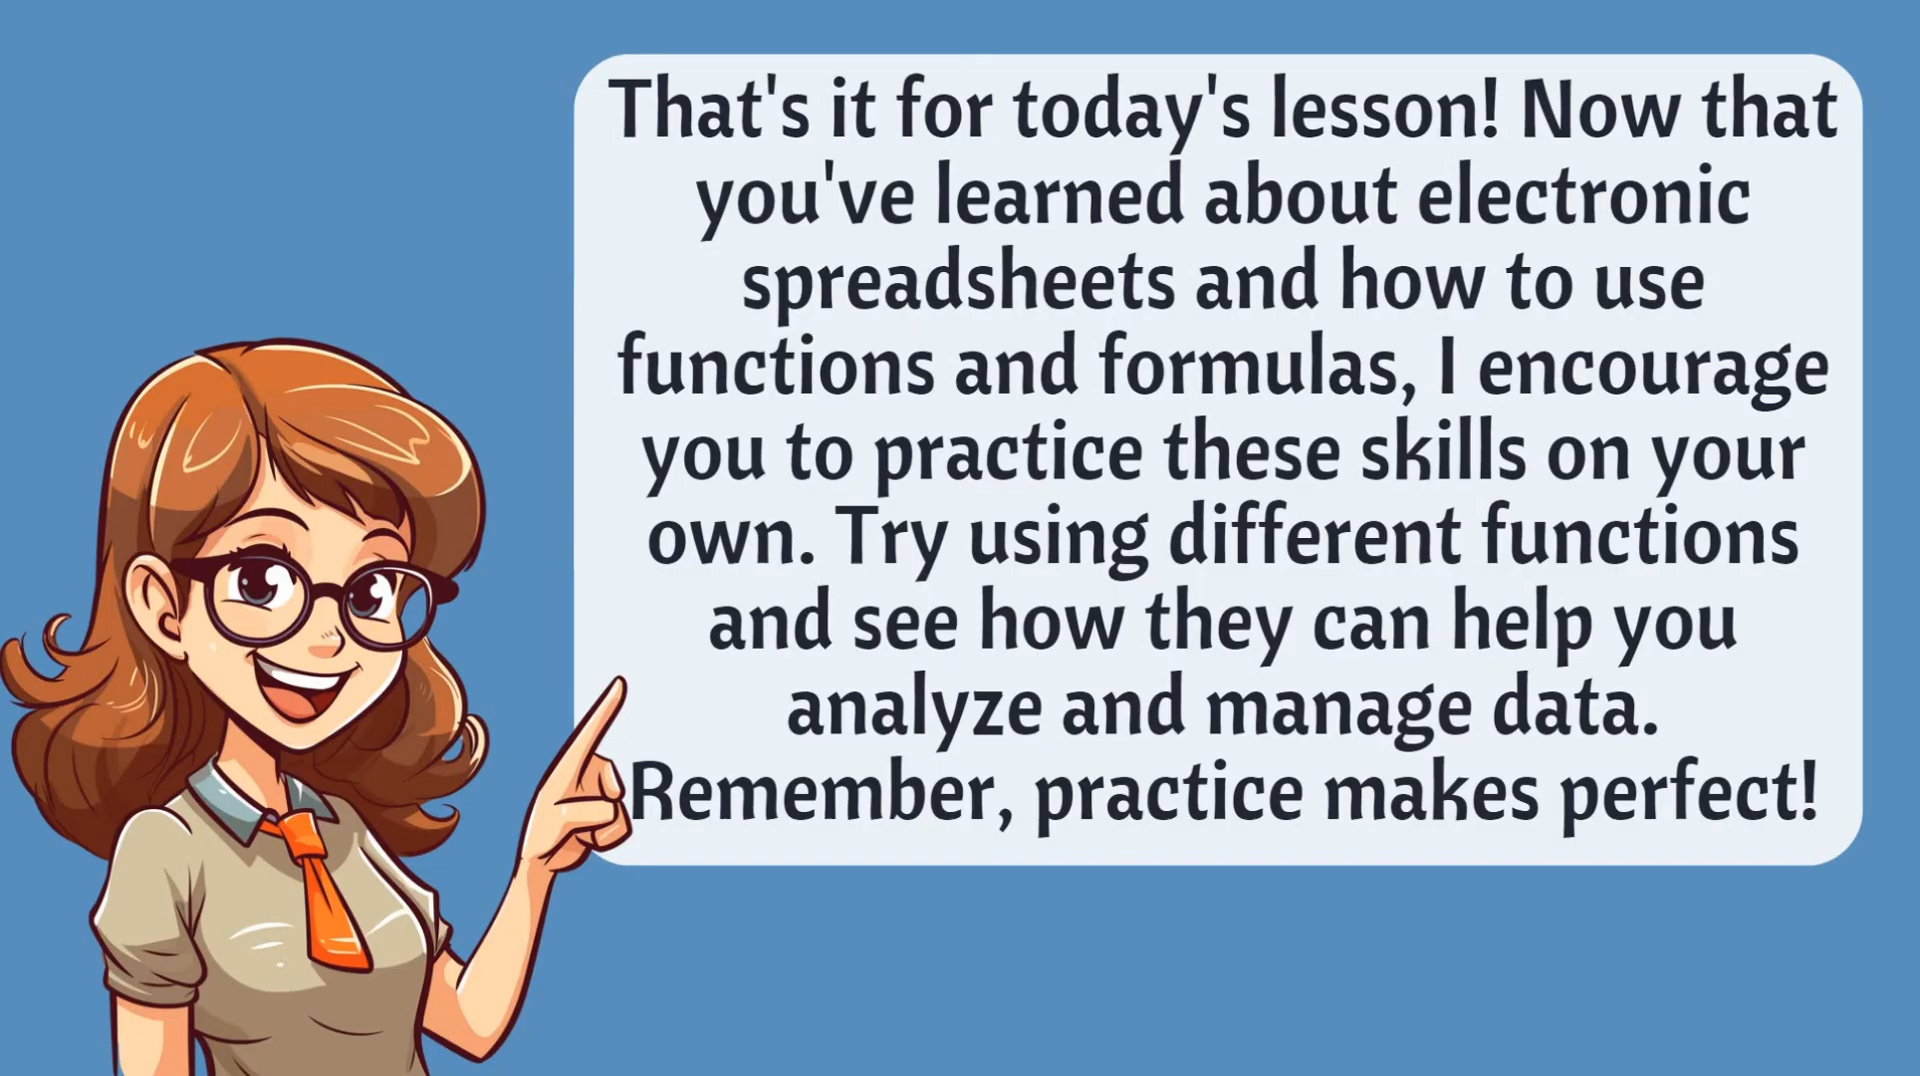 That's it for today's lesson! Now that
you've learned about electronic
spreadsheets and how to use
functions and formulas, I encourage
you to practice these skills on your
own. Try using different functions
and see how they can help you
analyze and manage data.
Remember, practice makes perfect!